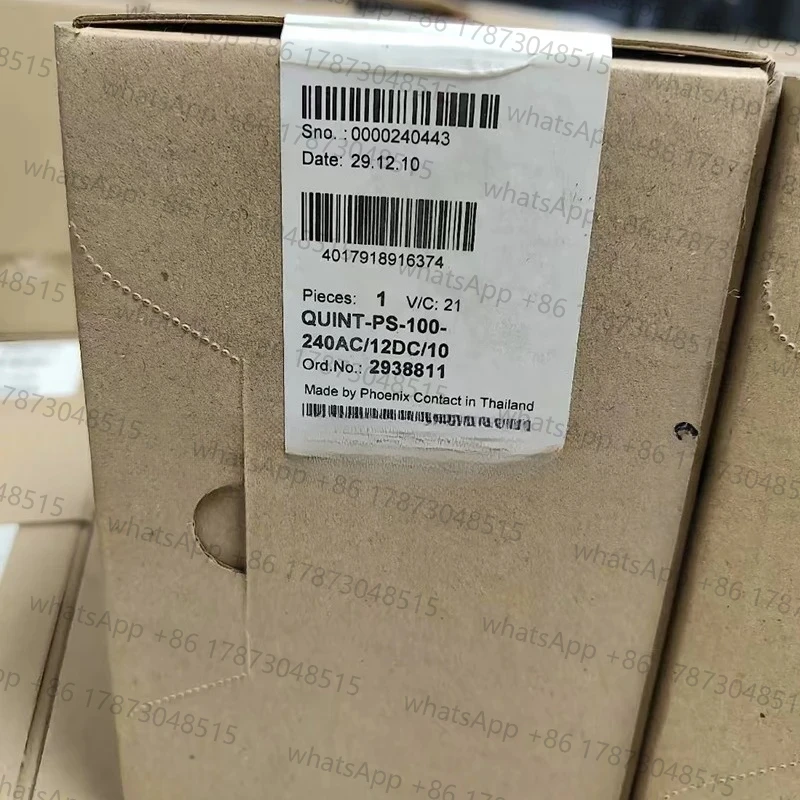 Sno. :0000240443
Date: 29.12.10
4017918916374
Pieces: 1 V/C: 21
QUINT-PS-100-
240AC/12DC/10
Ord.No.: 2938811
Made by Phoenix Contact in Thailand
whatsApp +86 17873048515